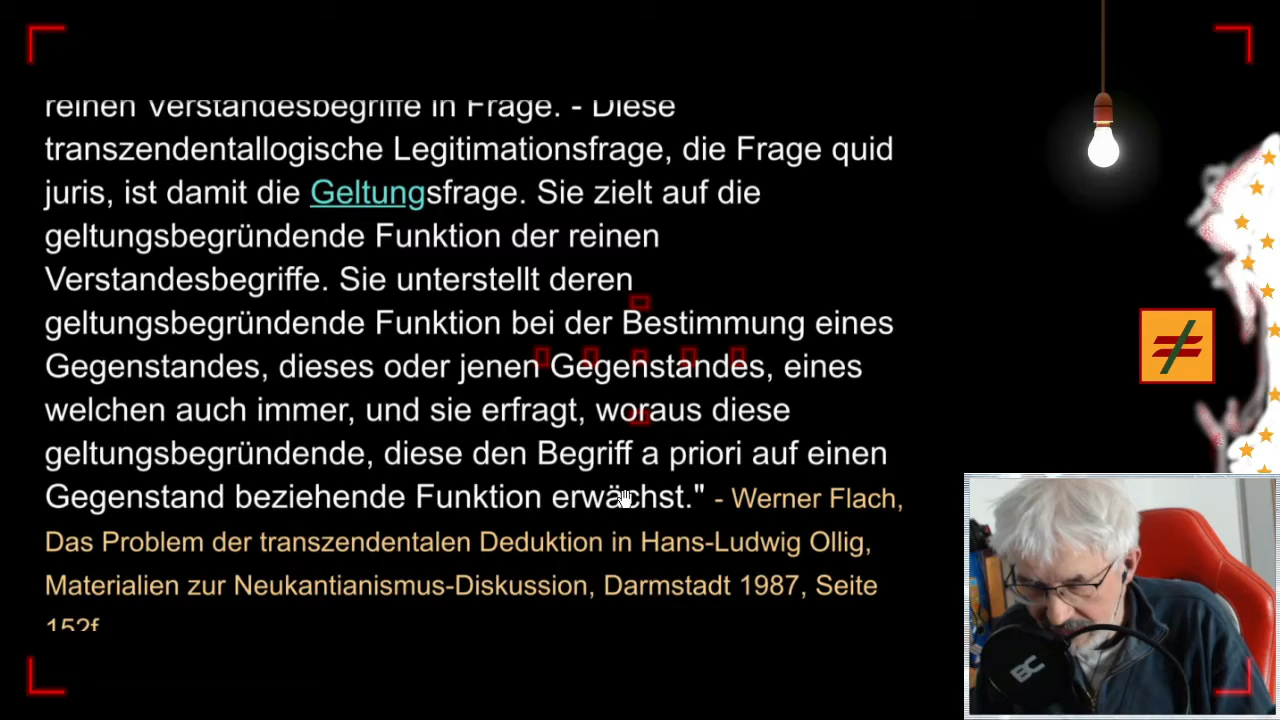 reinen Verstandesbegriffe in Frage. - Diese
transzendentallogische Legitimationsfrage, die Frage quid
juris, ist damit die Geltungsfrage. Sie zielt auf die
geltungsbegründende Funktion der reinen
Verstandesbegriffe. Sie unterstellt deren
geltungsbegründende Funktion bei der Bestimmung eines
Gegenstandes, dieses oder jenen Gegenstandes, eines
welchen auch immer, und sie erfragt, woraus diese
geltungsbegründende, diese den Begriff a priori auf einen
Gegenstand beziehende Funktion erwächst." - Werner Flach,
Das Problem der transzendentalen Deduktion in Hans-Ludwig Ollig,
Materialien zur Neukantianismus-Diskussion, Darmstadt 1987, Seite
152f
≠
BC